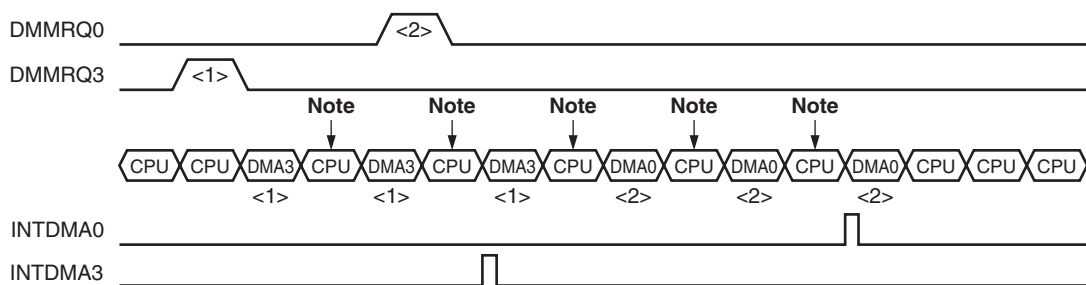 DMMRQ0 <2>
DMMRQ3 <1>
Note Note Note Note Note
CPU CPU DMA3 CPU DMA3 CPU DMA3 CPU DMA0 CPU DMA0 CPU DMA0 CPU CPU CPU
<1> <1> <1> <2> <2> <2>
INTDMA0
INTDMA3